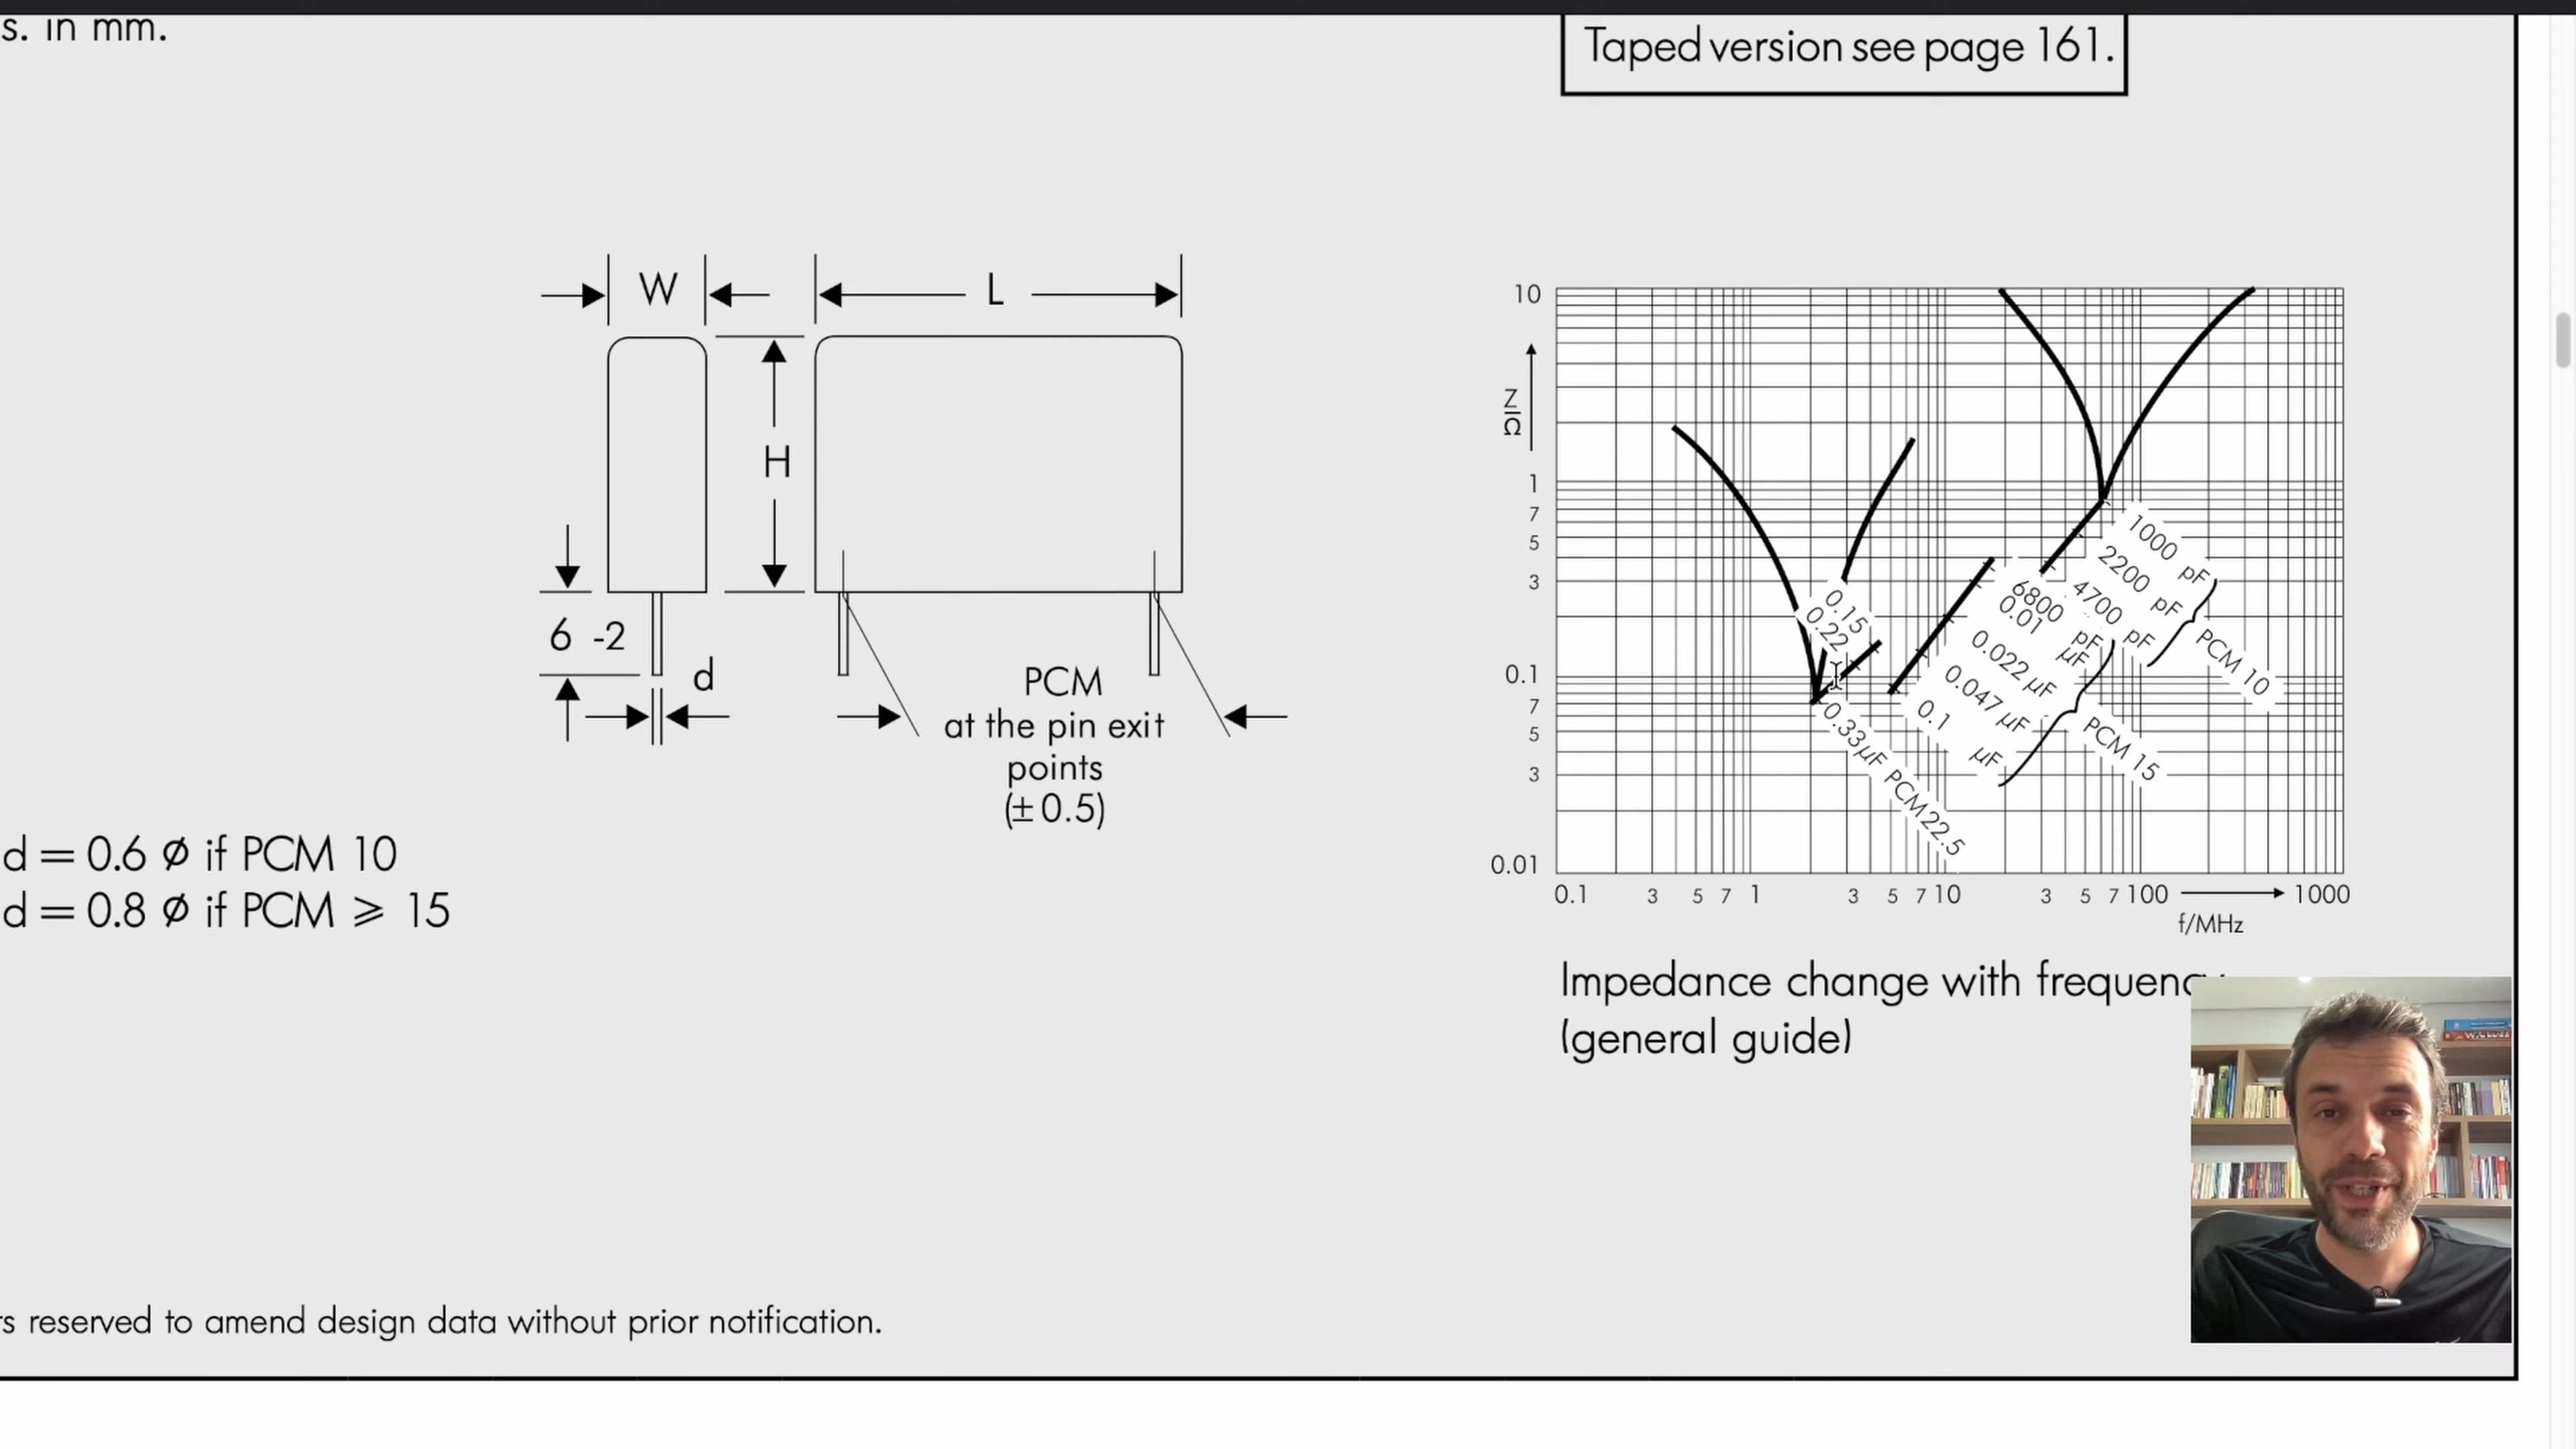 s. in mm.
Taped version see page 161.
W
L
H
6 -2
d
PCM
at the pin exit
points
(± 0.5)
d = 0.6 ∅ if PCM 10
d = 0.8 ∅ if PCM ⩾ 15
10
Z
Ω
1
7
5
3
0.1
7
5
3
0.01
0.1 3 5 7 1 3 5 7 10 3 5 7 100 1000
f/MHz
0.15
0.22
0.33 µF PCM 22.5
1000 pF
2200 pF
4700 pF
PCM 10
6800 pF
0.01 µF
0.022 µF
0.047 µF
0.1 µF
PCM 15
Impedance change with frequenc
(general guide)
rs reserved to amend design data without prior notification.